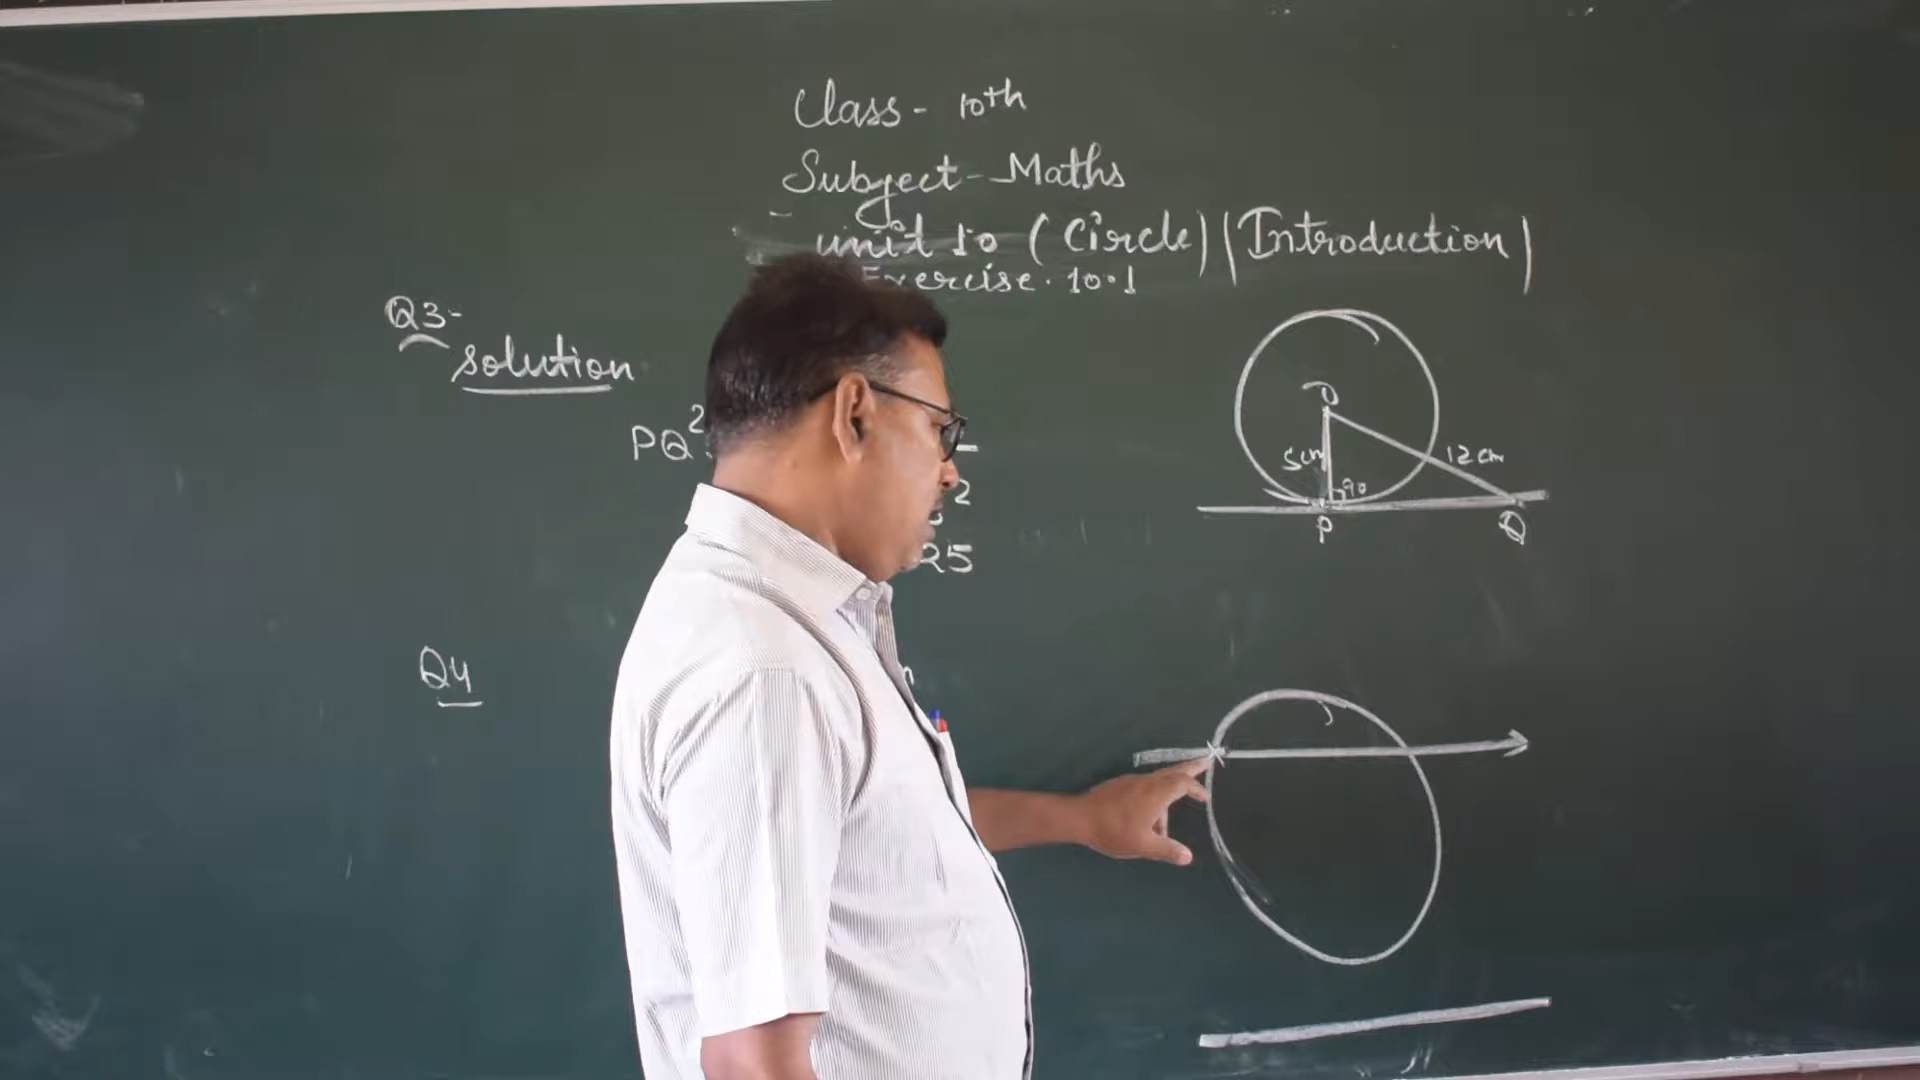 Class - 10th
Subject - Maths
unit 10 (Circle) (Introduction)
Exercise. 10.1
Q3-
solution
PQ²
2
25
Q4
O
5cm
12 cm
90
P
Q